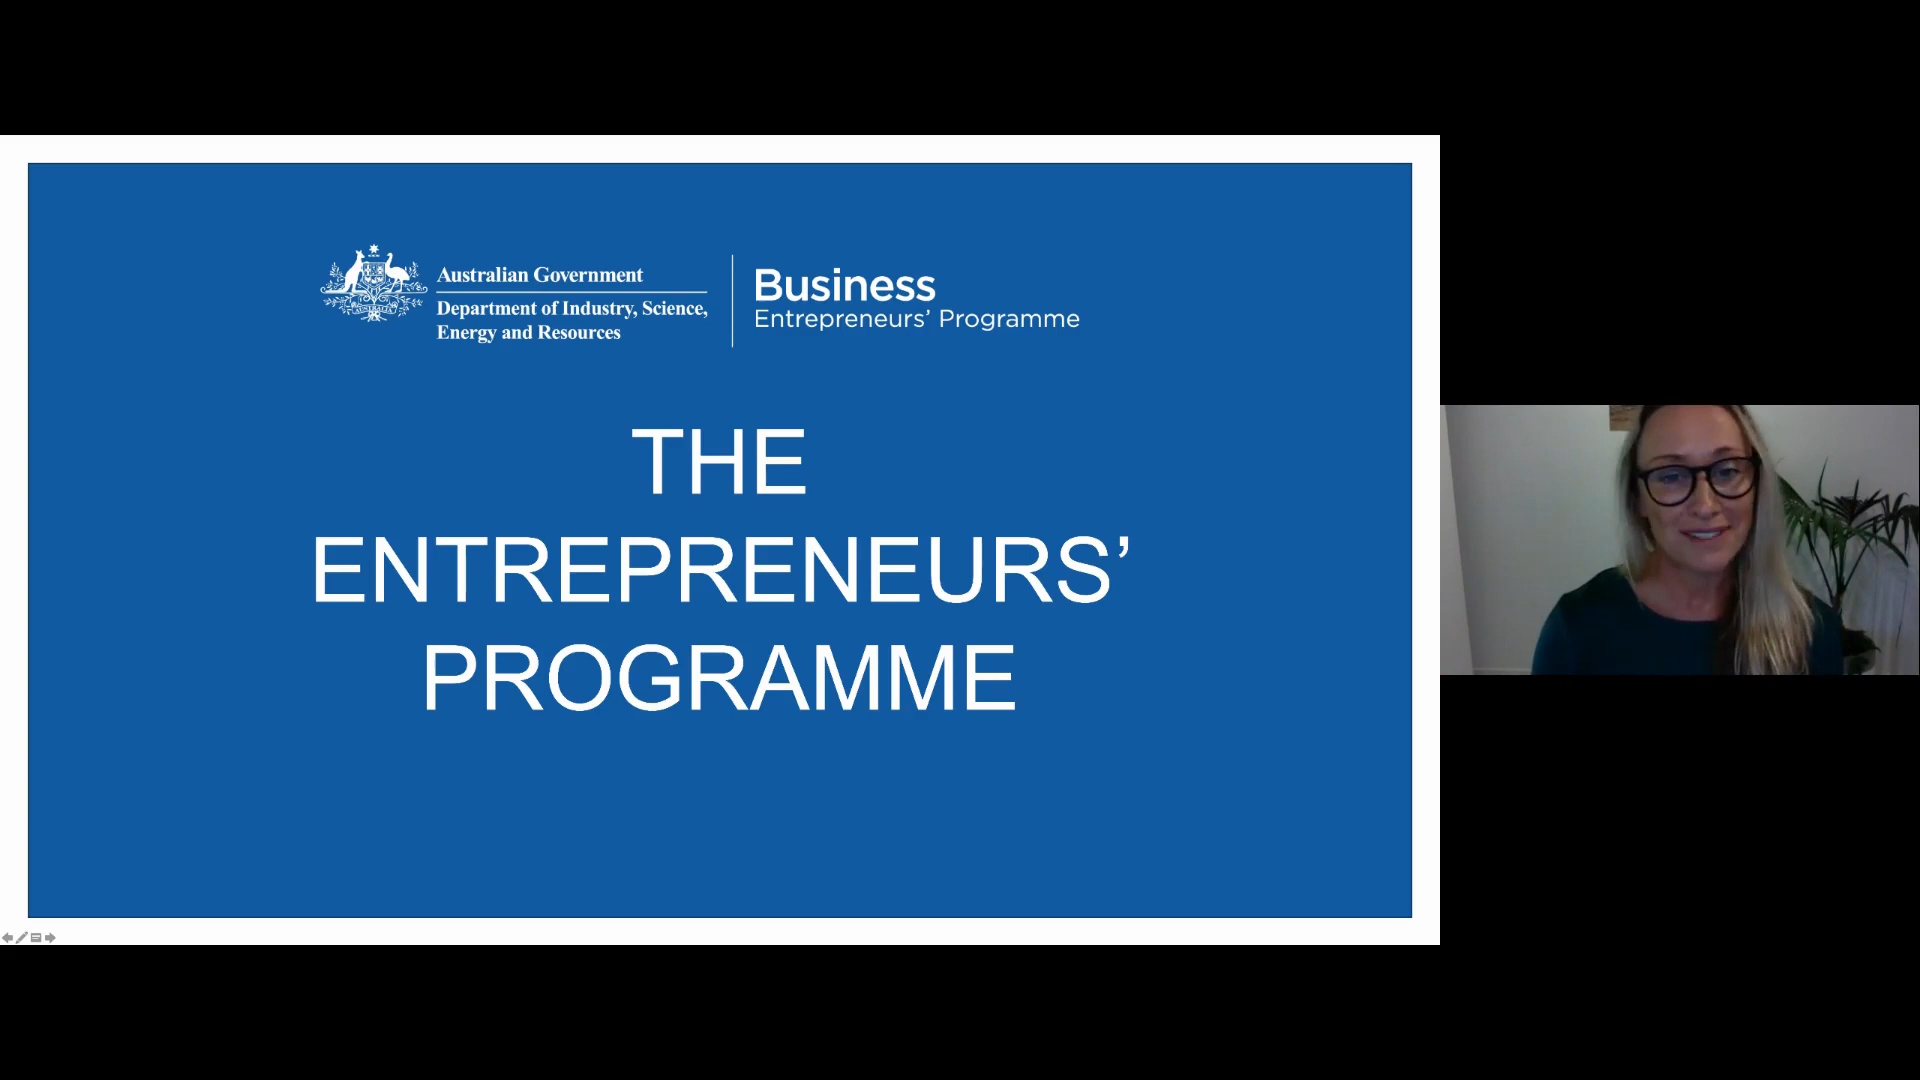 Australian Government
Department of Industry, Science,
Energy and Resources
Business
Entrepreneurs’ Programme
THE
ENTREPRENEURS’
PROGRAMME